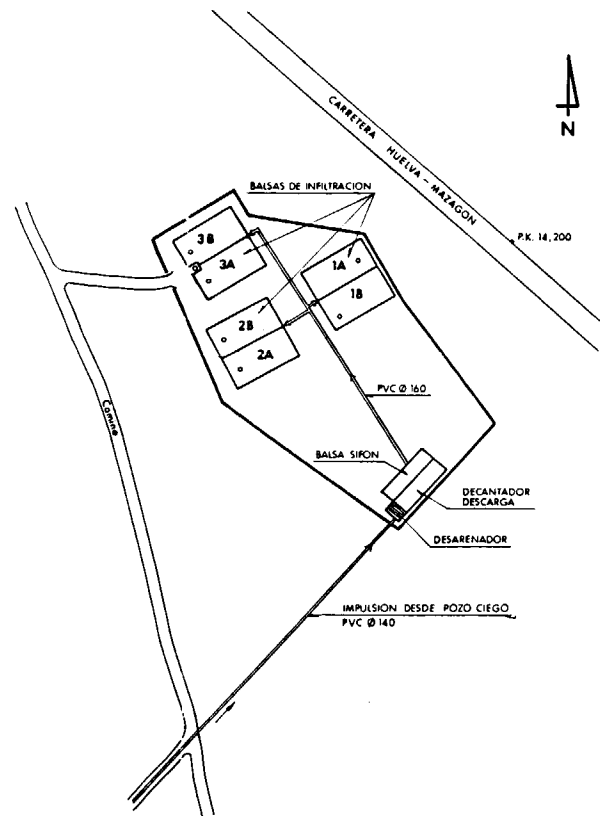 CARRETERA HUELVA - MAZAGON
N
BALSAS DE INFILTRACION
P.K. 14,200
3B
3A
1A
1B
2B
2A
PVC Ø 160
Camino
BALSA SIFON
DECANTADOR
DESCARGA
DESARENADOR
IMPULSION DESDE POZO CIEGO
PVC Ø 140